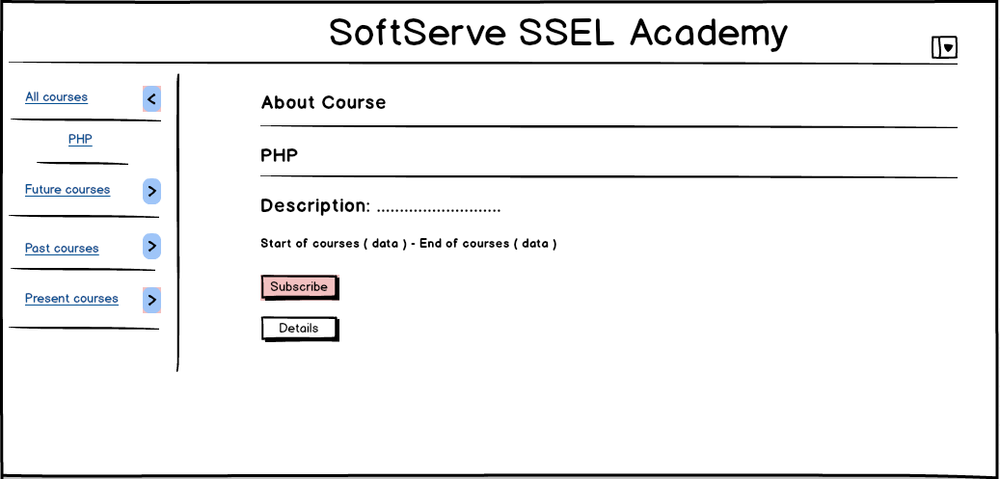 SoftServe SSEL Academy
All courses
PHP
Future courses
Past courses
Present courses
About Course
PHP
Description: ...........................
Start of courses ( data ) - End of courses ( data )
Subscribe
Details